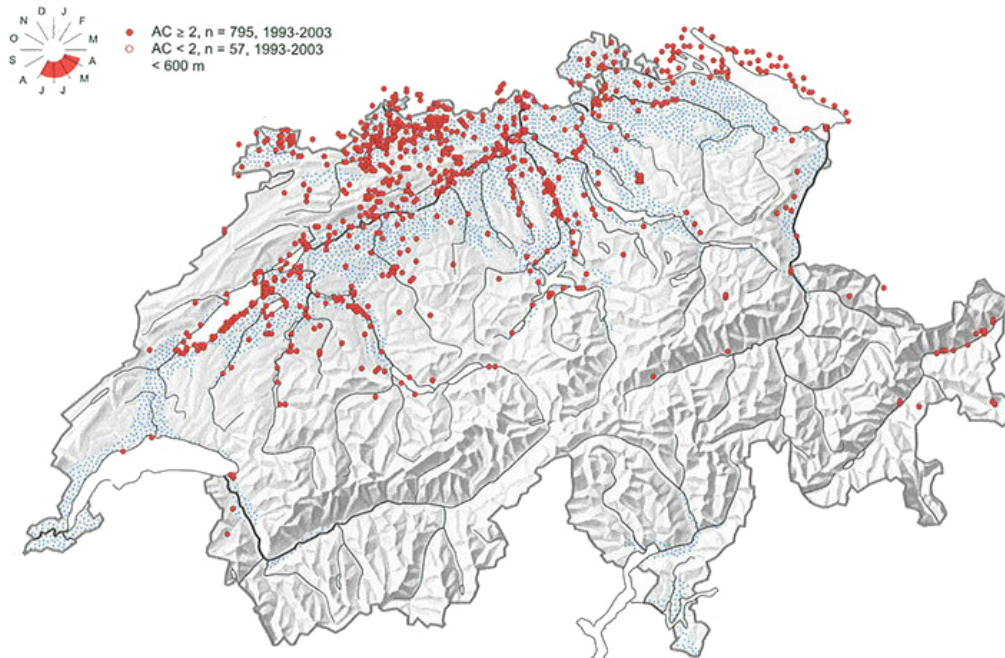 D J
N F
O M
S A
A M
J J
AC ≥ 2, n = 795, 1993-2003
AC < 2, n = 57, 1993-2003
< 600 m